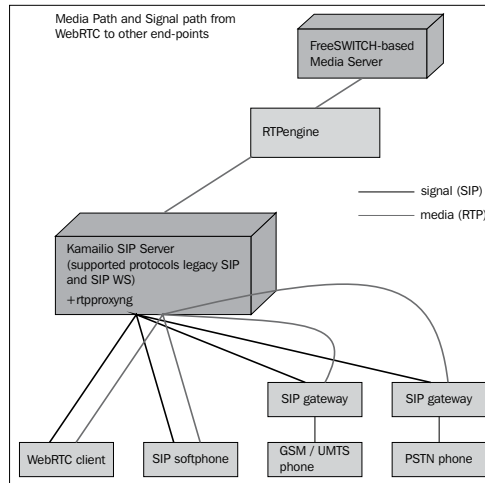 Media Path and Signal path from
WebRTC to other end-points
FreeSWITCH-based
Media Server
RTPengine
signal (SIP)
media (RTP)
Kamailio SIP Server
(supported protocols legacy SIP
and SIP WS)
+rtpproxyng
SIP gateway
SIP gateway
WebRTC client
SIP softphone
GSM / UMTS
phone
PSTN phone